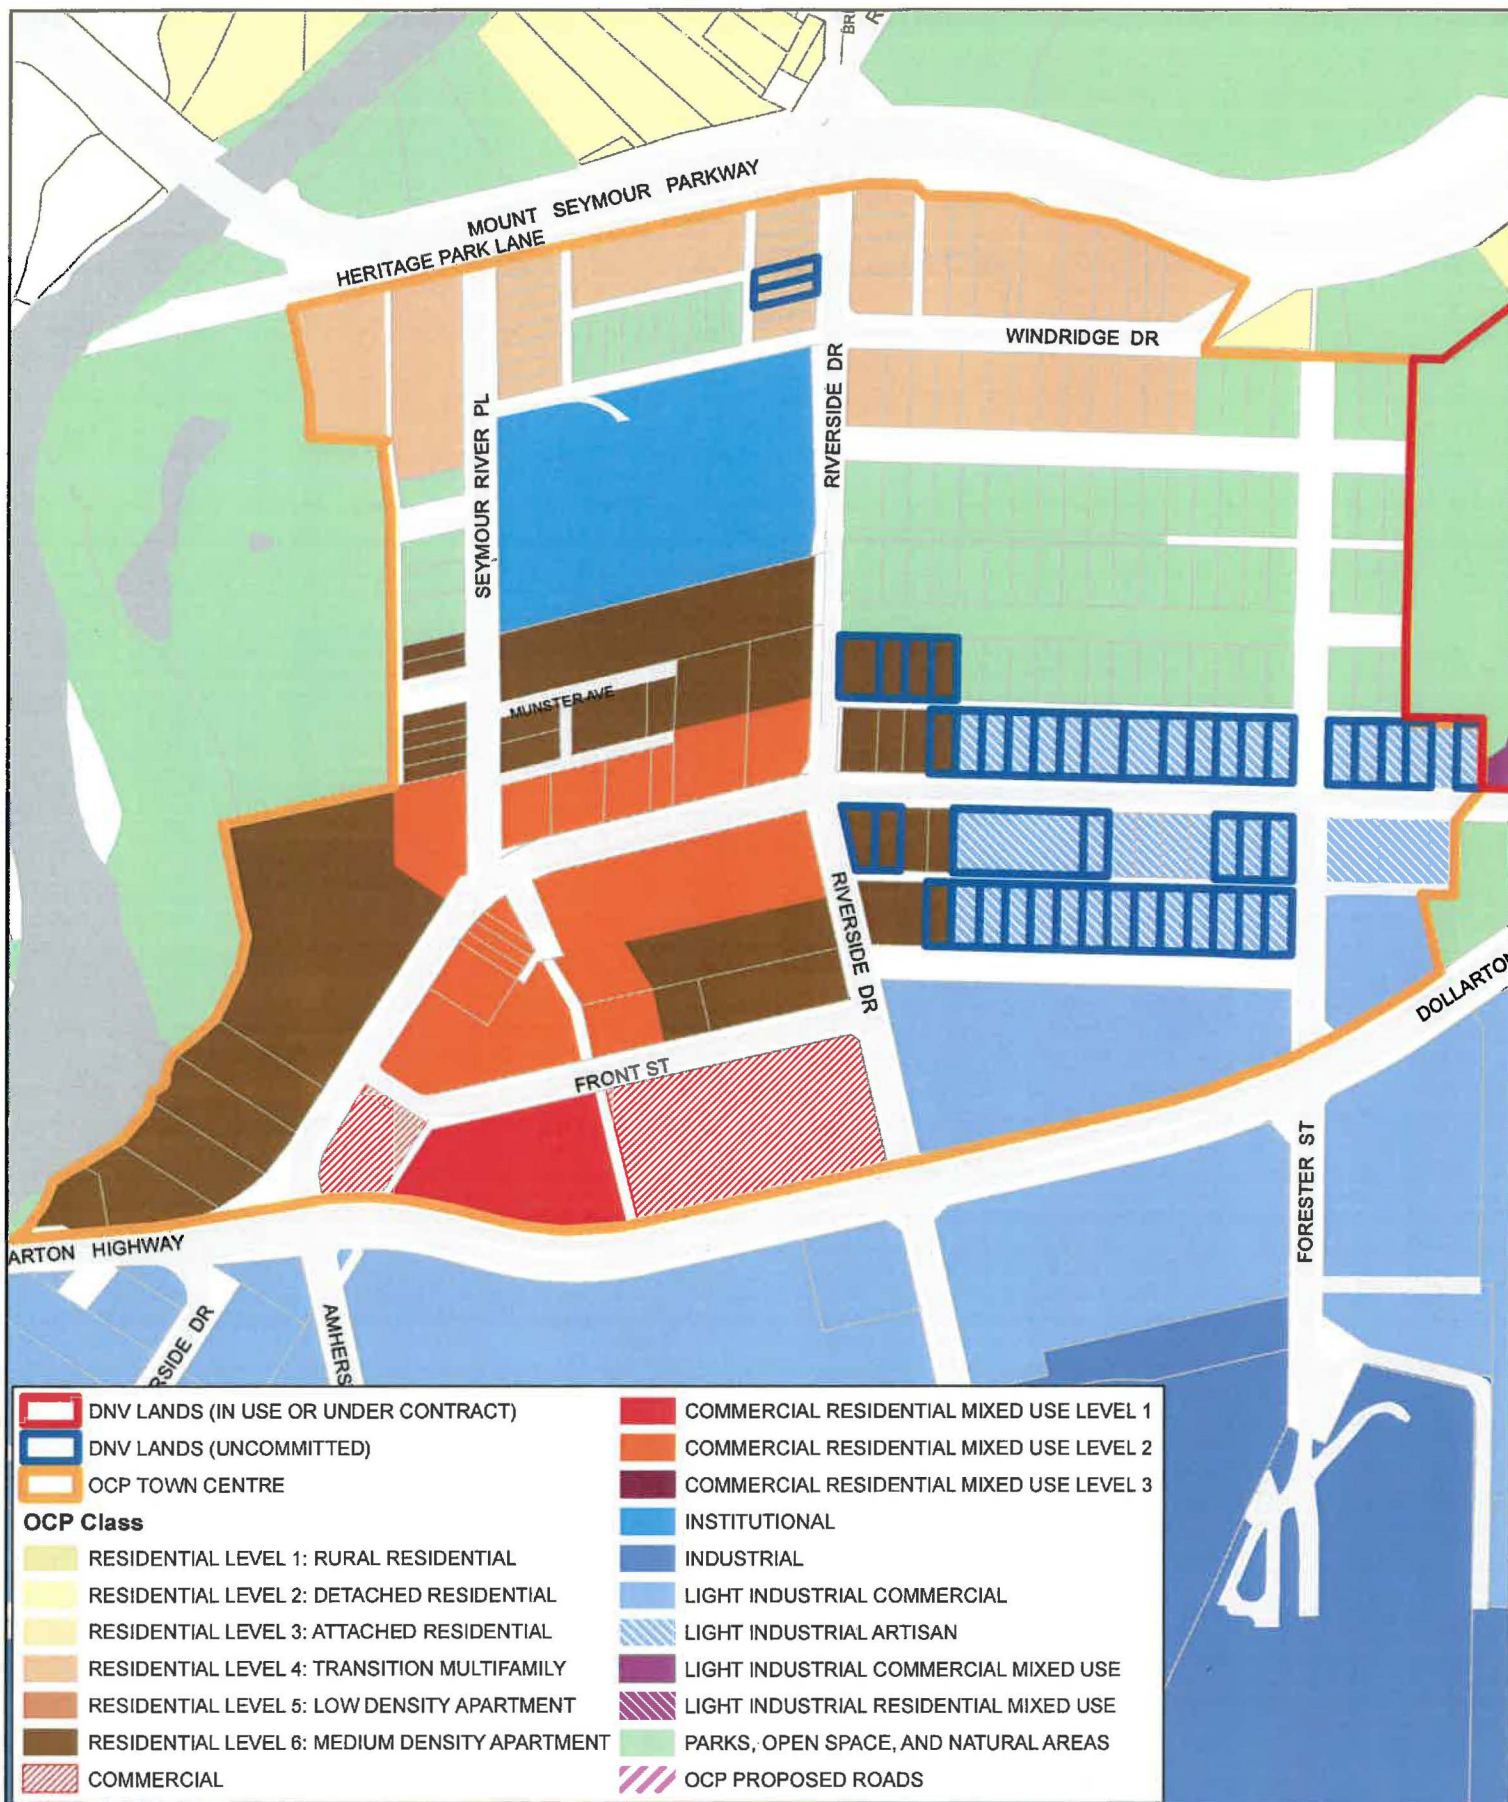 BRI
R
MOUNT SEYMOUR PARKWAY
HERITAGE PARK LANE
WINDRIDGE DR
RIVERSIDE DR
SEYMOUR RIVER PL
MUNSTER AVE
RIVERSIDE DR
DOLLARTON
FRONT ST
FORESTER ST
ARTON HIGHWAY
RSIDE DR
AMHERS
DNV LANDS (IN USE OR UNDER CONTRACT)
DNV LANDS (UNCOMMITTED)
OCP TOWN CENTRE
OCP Class
RESIDENTIAL LEVEL 1: RURAL RESIDENTIAL
RESIDENTIAL LEVEL 2: DETACHED RESIDENTIAL
RESIDENTIAL LEVEL 3: ATTACHED RESIDENTIAL
RESIDENTIAL LEVEL 4: TRANSITION MULTIFAMILY
RESIDENTIAL LEVEL 5: LOW DENSITY APARTMENT
RESIDENTIAL LEVEL 6: MEDIUM DENSITY APARTMENT
COMMERCIAL
COMMERCIAL RESIDENTIAL MIXED USE LEVEL 1
COMMERCIAL RESIDENTIAL MIXED USE LEVEL 2
COMMERCIAL RESIDENTIAL MIXED USE LEVEL 3
INSTITUTIONAL
INDUSTRIAL
LIGHT INDUSTRIAL COMMERCIAL
LIGHT INDUSTRIAL ARTISAN
LIGHT INDUSTRIAL COMMERCIAL MIXED USE
LIGHT INDUSTRIAL RESIDENTIAL MIXED USE
PARKS, OPEN SPACE, AND NATURAL AREAS
OCP PROPOSED ROADS